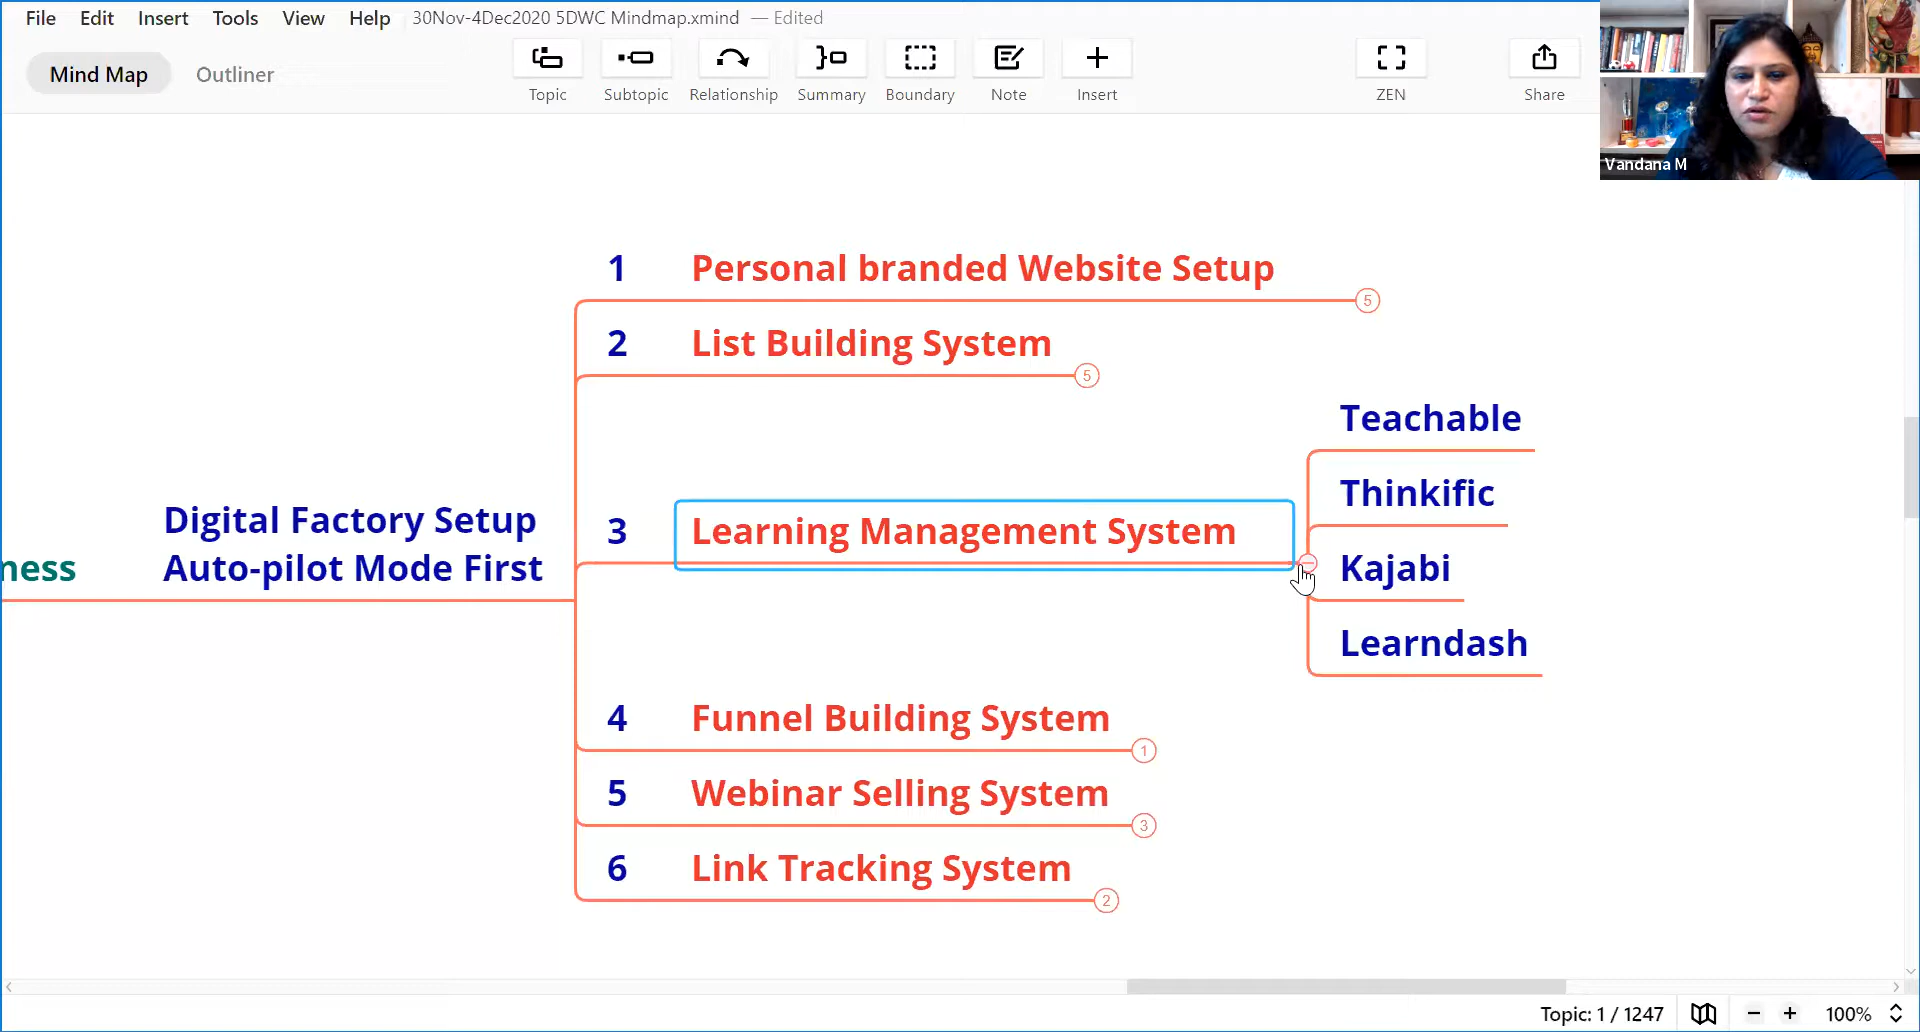 File Edit Insert Tools View Help 30Nov-4Dec2020 5DWC Mindmap.xmind — Edited
Mind Map Outliner
Topic Subtopic Relationship Summary Boundary Note Insert ZEN Share
Vandana M
1 Personal branded Website Setup
5
2 List Building System
5
Teachable
Thinkific
Digital Factory Setup
3 Learning Management System
ness Auto-pilot Mode First
Kajabi
Learndash
4 Funnel Building System
1
5 Webinar Selling System
3
6 Link Tracking System
2
Topic: 1 / 1247 100%